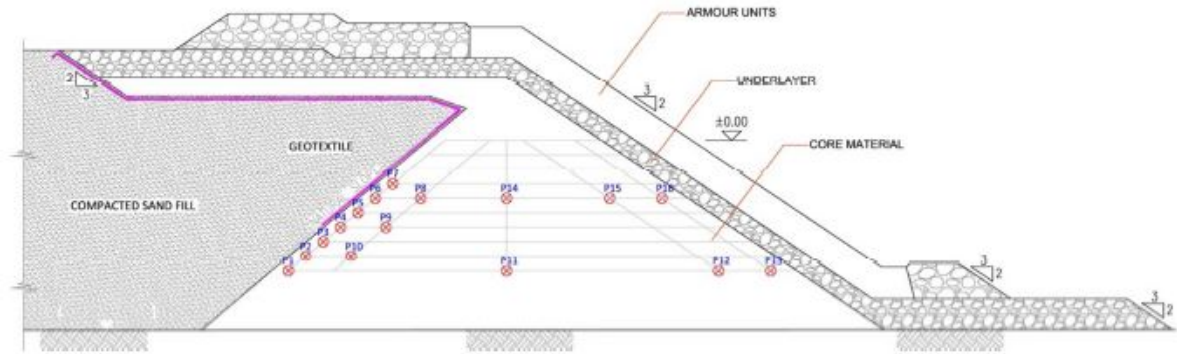 ARMOUR UNITS
2
3
UNDERLAYER
3
2
±0.00
GEOTEXTILE
CORE MATERIAL
P7
P6 P8 P14 P15 P16
COMPACTED SAND FILL
P5
P4 P9
P3
P2 P10
P1 P11 P12 P13
3
2
3
2